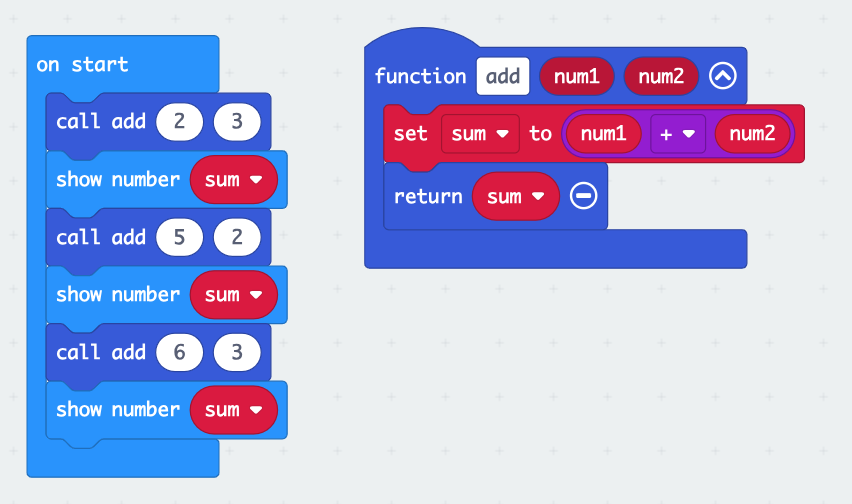 on start
call add 2 3
show number sum
call add 5 2
show number sum
call add 6 3
show number sum
function add num1 num2
set sum to num1 + num2
return sum